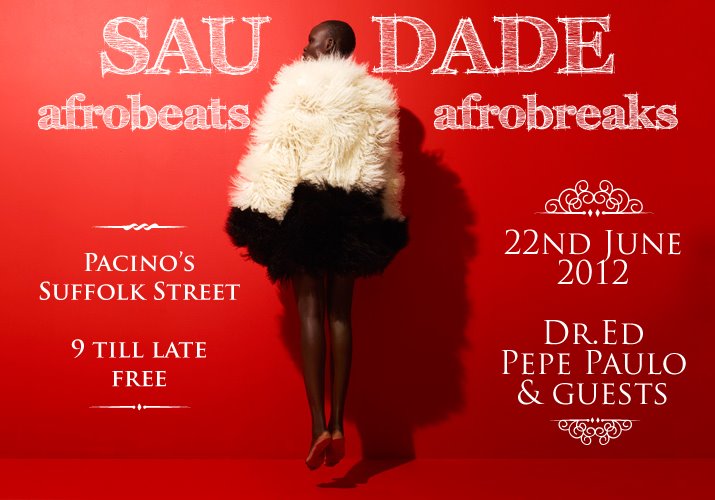 SAU DADE
afrobeats afrobreaks
PACINO'S
SUFFOLK STREET
9 TILL LATE
FREE
22ND JUNE
2012
DR.ED
PEPE PAULO
& GUESTS